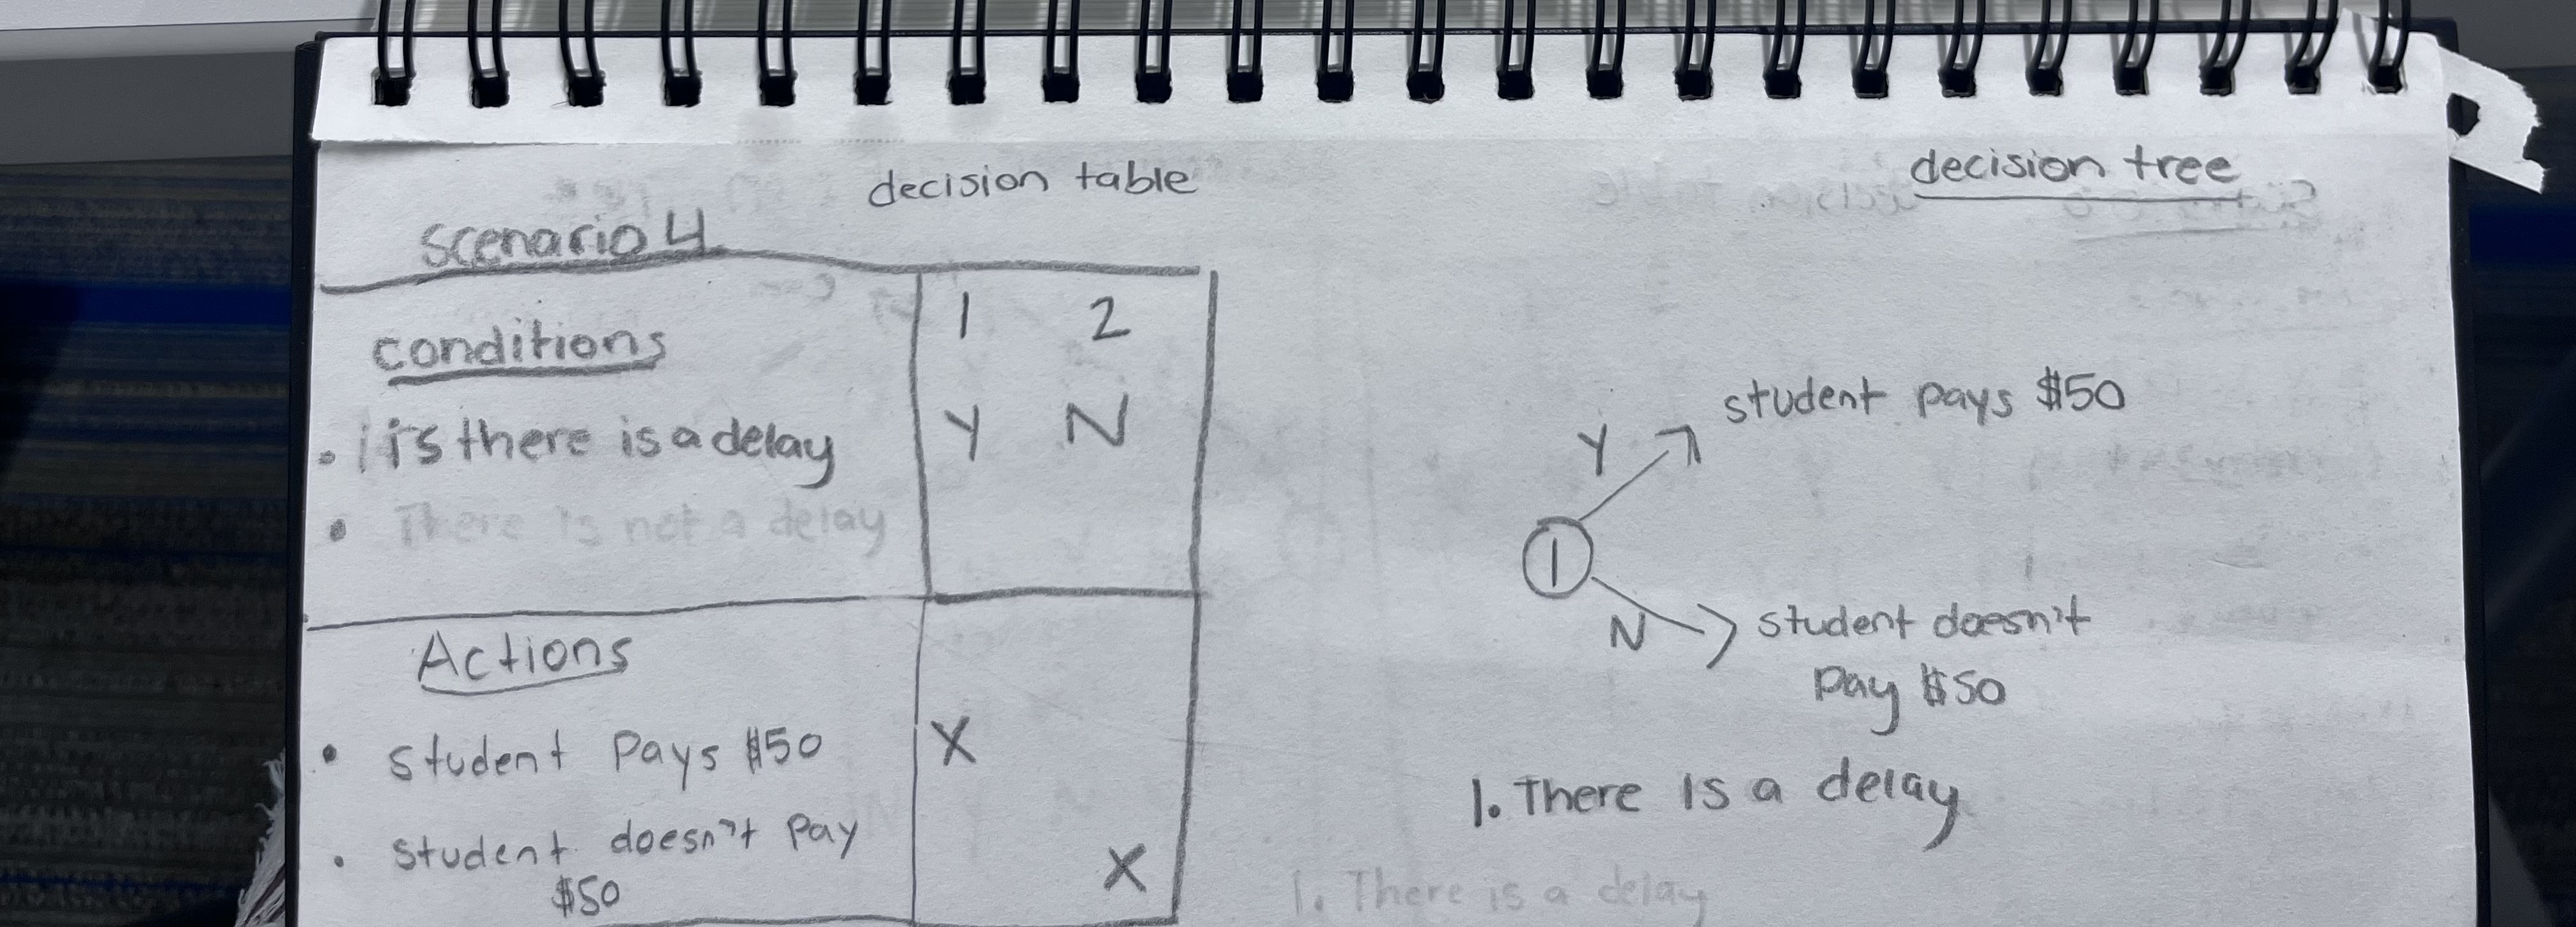 decision table
scenario 4
conditions
1 2
• is there is a delay
Y N
• There is not a delay
Actions
• student pays $50
X
• student doesn't pay
$50
X
decision tree
Y
student pays $50
1
N
student doesn't
pay $50
1. There is a delay
1. There is a delay